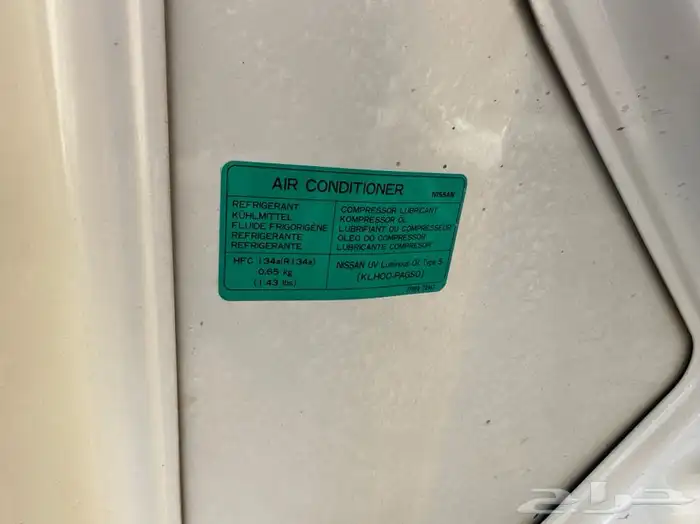 AIR CONDITIONER NISSAN
REFRIGERANT
KÜHLMITTEL
FLUIDE FRIGORIGÈNE
REFRIGERANTE
REFRIGERANTE
COMPRESSOR LUBRICANT
KOMPRESSOR ÖL
LUBRIFIANT DU COMPRESSEUR
ÓLEO DO COMPRESSOR
LUBRICANTE COMPRESOR
HFC 134a(R134a)
0.65 kg
(1.43 lbs)
NISSAN UV Luminous Oil Type S
(KLH00-PAGS0)
حراج